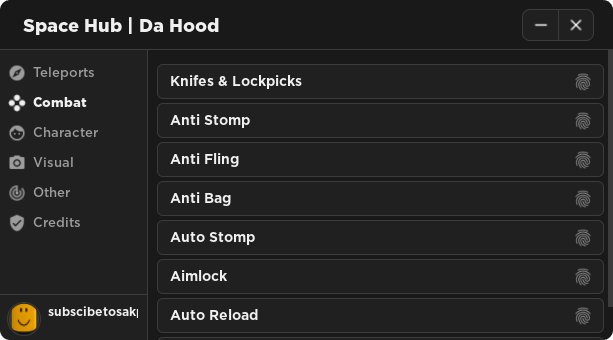 Space Hub | Da Hood
Teleports
Combat
Character
Visual
Other
Credits
subscibetosak
Knifes & Lockpicks
Anti Stomp
Anti Fling
Anti Bag
Auto Stomp
Aimlock
Auto Reload